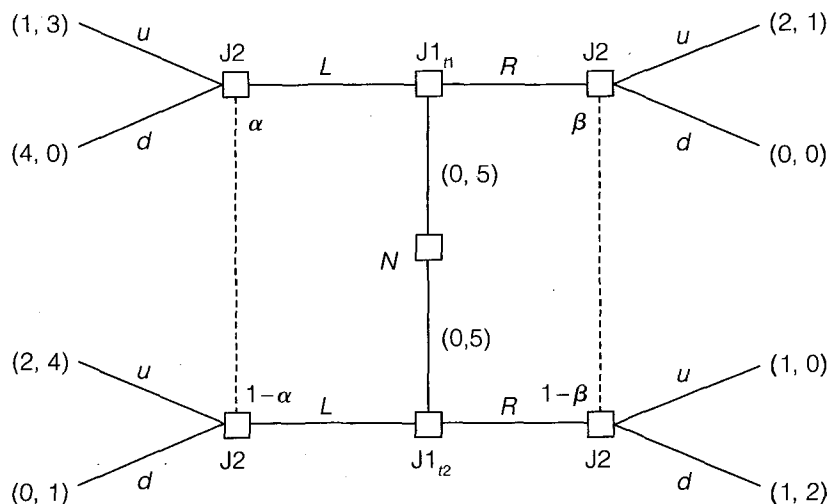 (1, 3) u J2 L J1t1 R J2 u (2, 1)
α β
(4, 0) d d (0, 0)
(0, 5)
N
(0,5)
(2, 4) u 1-α L R 1-β u (1, 0)
J2 J1t2 J2
(0, 1) d d (1, 2)